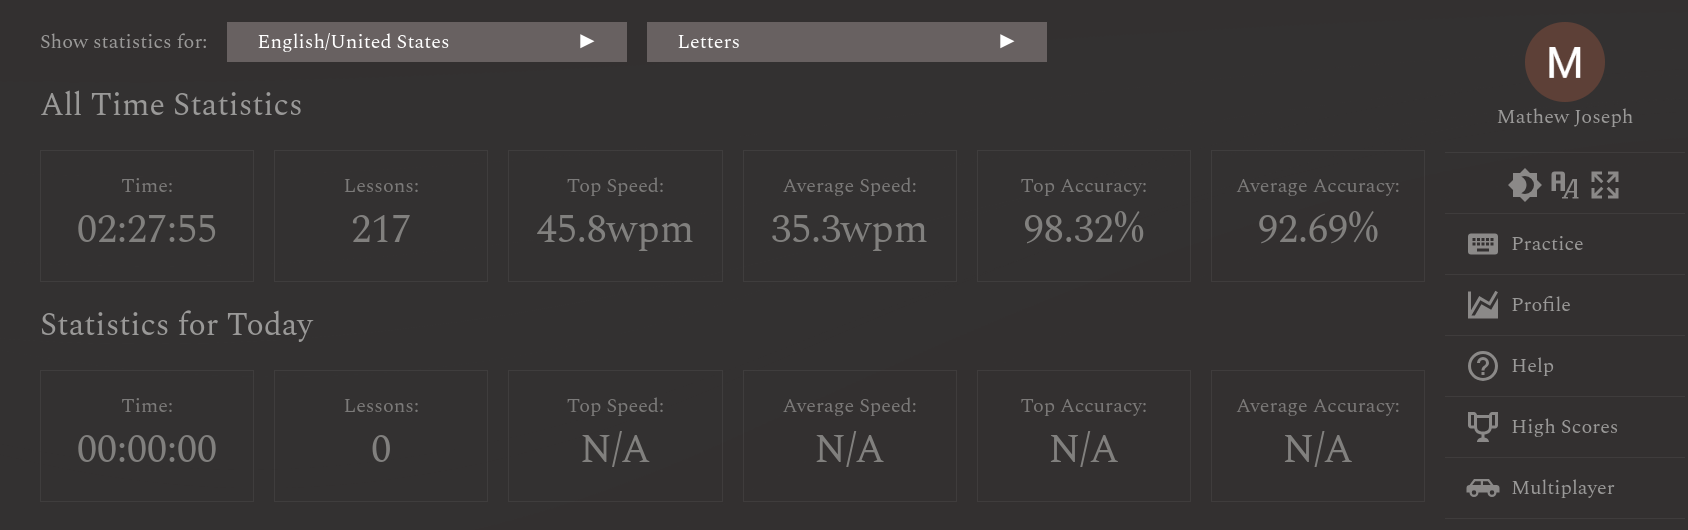 Show statistics for: English/United States ► Letters ►
M
Mathew Joseph
All Time Statistics
Time: Lessons: Top Speed: Average Speed: Top Accuracy: Average Accuracy:
02:27:55 217 45.8wpm 35.3wpm 98.32% 92.69%
Statistics for Today
Time: Lessons: Top Speed: Average Speed: Top Accuracy: Average Accuracy:
00:00:00 0 N/A N/A N/A N/A
AA
Practice
Profile
Help
High Scores
Multiplayer